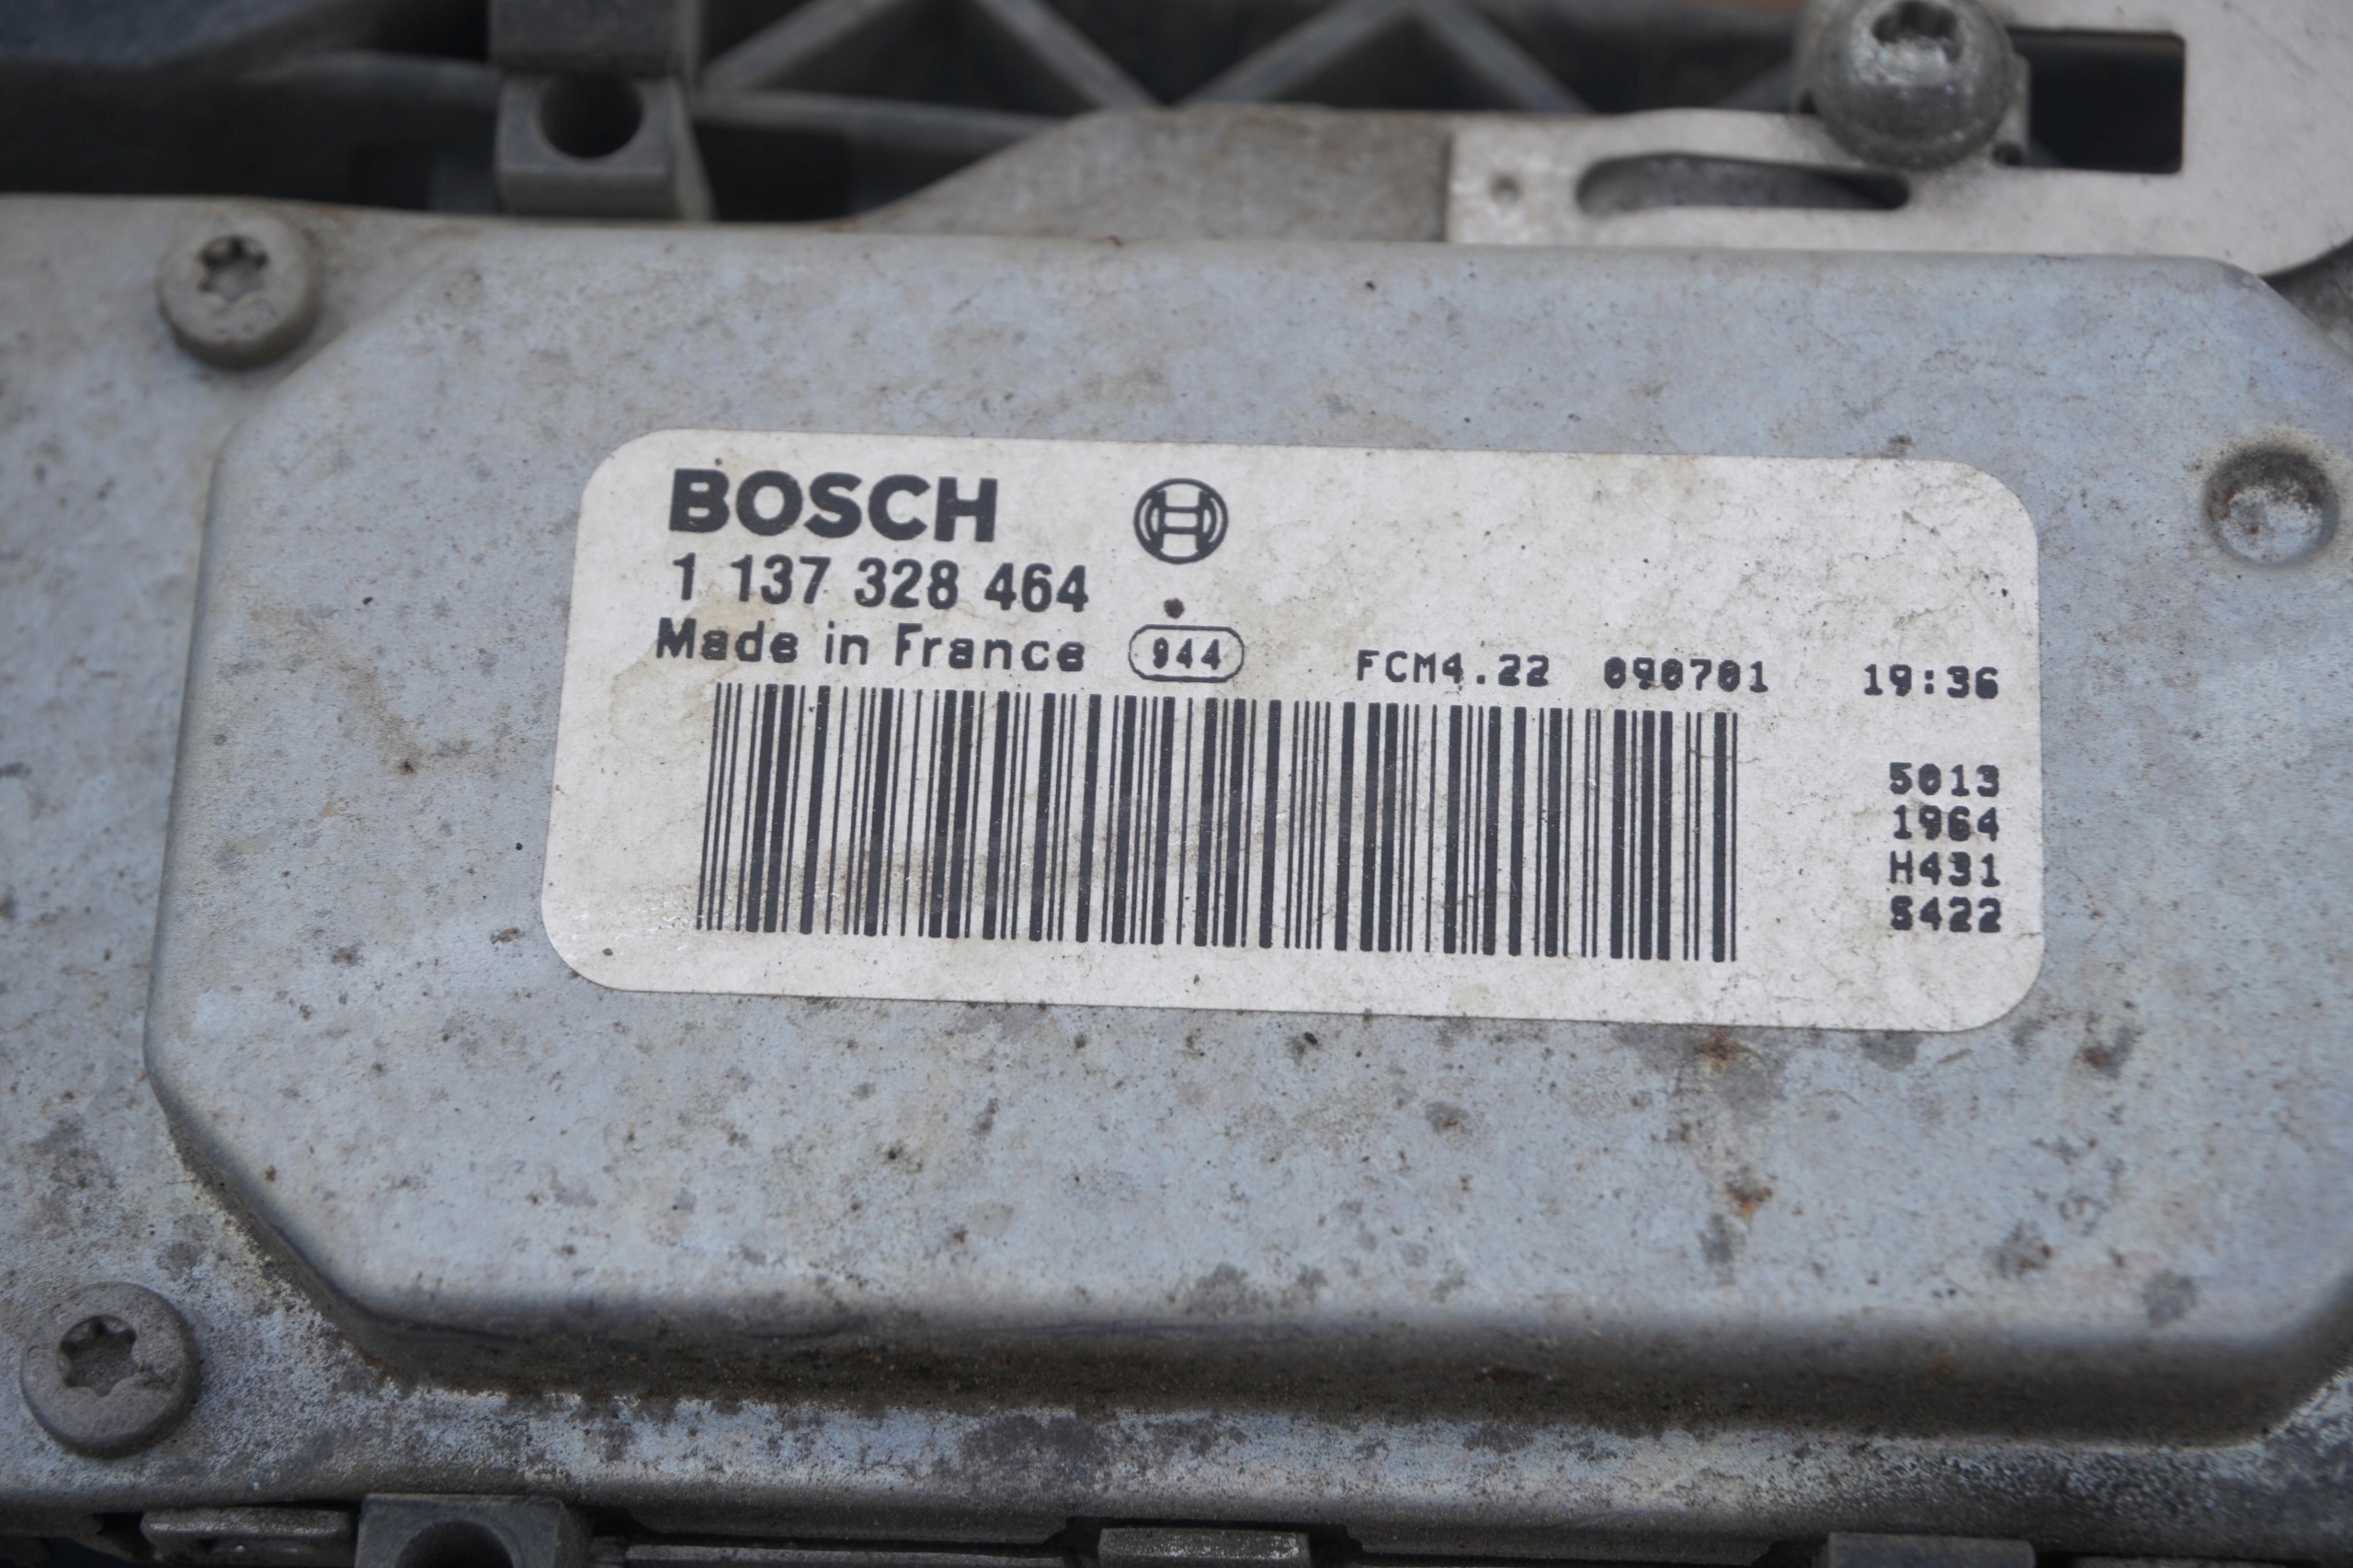 BOSCH
1 137 328 464
Made in France 944 FCM4.22 090701 19:36
5013
1964
H431
S422